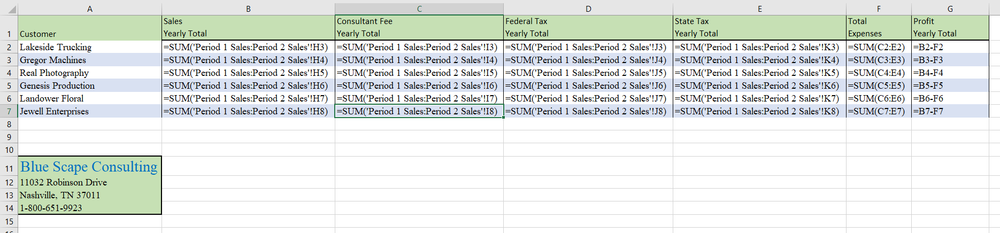 A B C D E F G
Sales Consultant Fee Federal Tax State Tax Total Profit
1 Customer Yearly Total Yearly Total Yearly Total Yearly Total Expenses Yearly Total
2 Lakeside Trucking =SUM('Period 1 Sales:Period 2 Sales'!H3) =SUM('Period 1 Sales:Period 2 Sales'!I3) =SUM('Period 1 Sales:Period 2 Sales'!J3) =SUM('Period 1 Sales:Period 2 Sales'!K3) =SUM(C2:E2) =B2-F2
3 Gregor Machines =SUM('Period 1 Sales:Period 2 Sales'!H4) =SUM('Period 1 Sales:Period 2 Sales'!I4) =SUM('Period 1 Sales:Period 2 Sales'!J4) =SUM('Period 1 Sales:Period 2 Sales'!K4) =SUM(C3:E3) =B3-F3
4 Real Photography =SUM('Period 1 Sales:Period 2 Sales'!H5) =SUM('Period 1 Sales:Period 2 Sales'!I5) =SUM('Period 1 Sales:Period 2 Sales'!J5) =SUM('Period 1 Sales:Period 2 Sales'!K5) =SUM(C4:E4) =B4-F4
5 Genesis Production =SUM('Period 1 Sales:Period 2 Sales'!H6) =SUM('Period 1 Sales:Period 2 Sales'!I6) =SUM('Period 1 Sales:Period 2 Sales'!J6) =SUM('Period 1 Sales:Period 2 Sales'!K6) =SUM(C5:E5) =B5-F5
6 Landower Floral =SUM('Period 1 Sales:Period 2 Sales'!H7) =SUM('Period 1 Sales:Period 2 Sales'!I7) =SUM('Period 1 Sales:Period 2 Sales'!J7) =SUM('Period 1 Sales:Period 2 Sales'!K7) =SUM(C6:E6) =B6-F6
7 Jewell Enterprises =SUM('Period 1 Sales:Period 2 Sales'!H8) =SUM('Period 1 Sales:Period 2 Sales'!I8) =SUM('Period 1 Sales:Period 2 Sales'!J8) =SUM('Period 1 Sales:Period 2 Sales'!K8) =SUM(C7:E7) =B7-F7
8
9
10
11 Blue Scape Consulting
12 11032 Robinson Drive
13 Nashville, TN 37011
14 1-800-651-9923
15